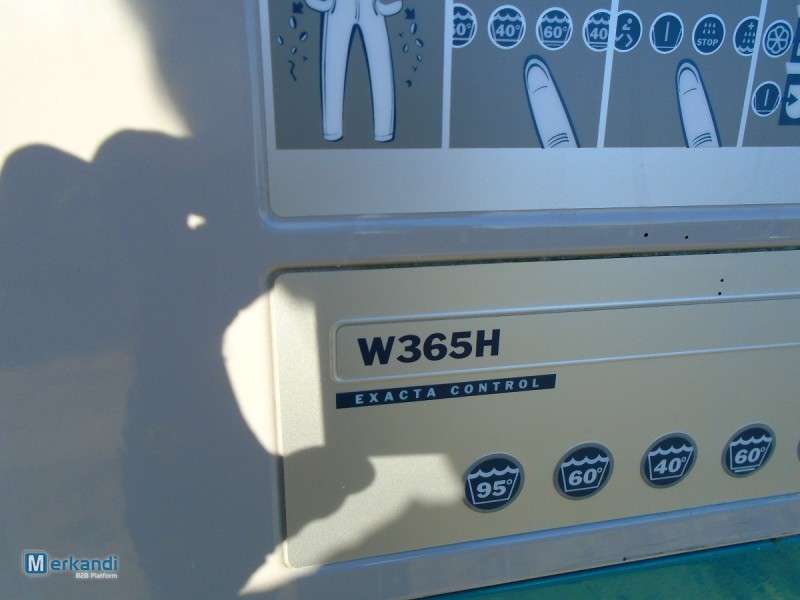 60° 40° 60° 40
STOP
W365H
EXACTA CONTROL
95° 60° 40° 60°
Merkandi
B2B Platform